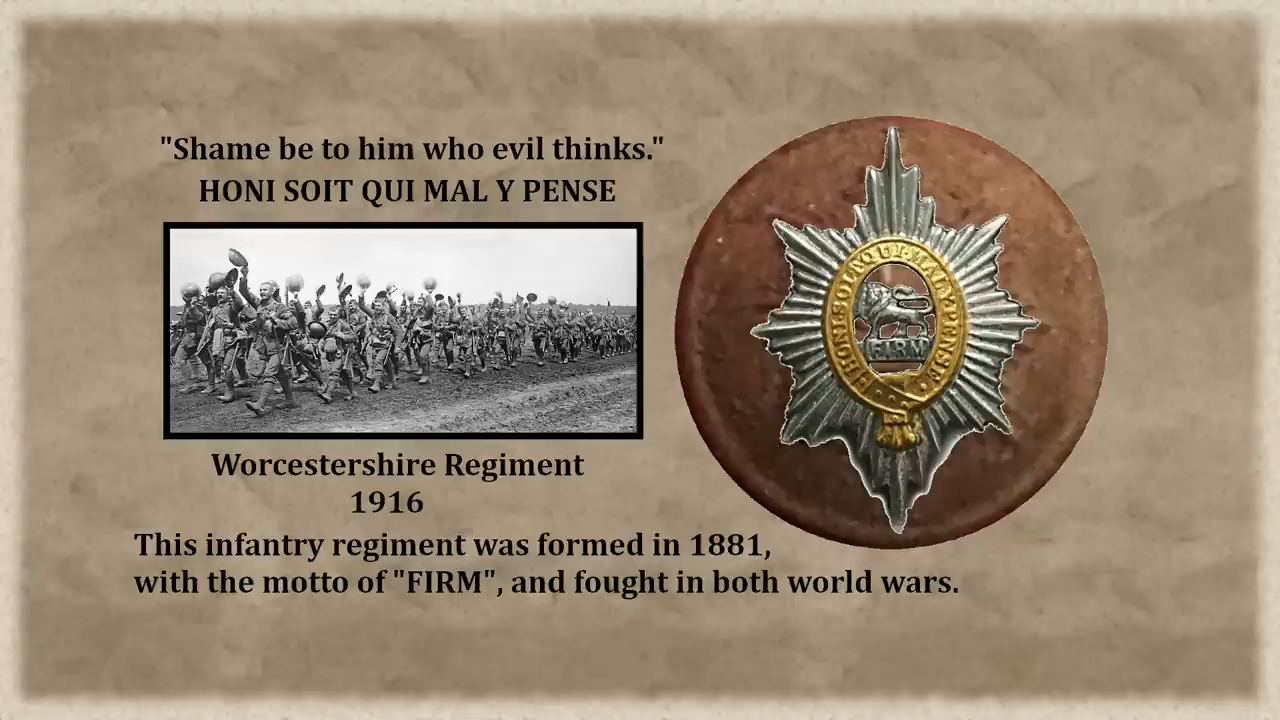 "Shame be to him who evil thinks."
HONI SOIT QUI MAL Y PENSE
Worcestershire Regiment
1916
This infantry regiment was formed in 1881,
with the motto of "FIRM", and fought in both world wars.
HONI·SOIT·QUI·MAL·Y·PENSE
FIRM